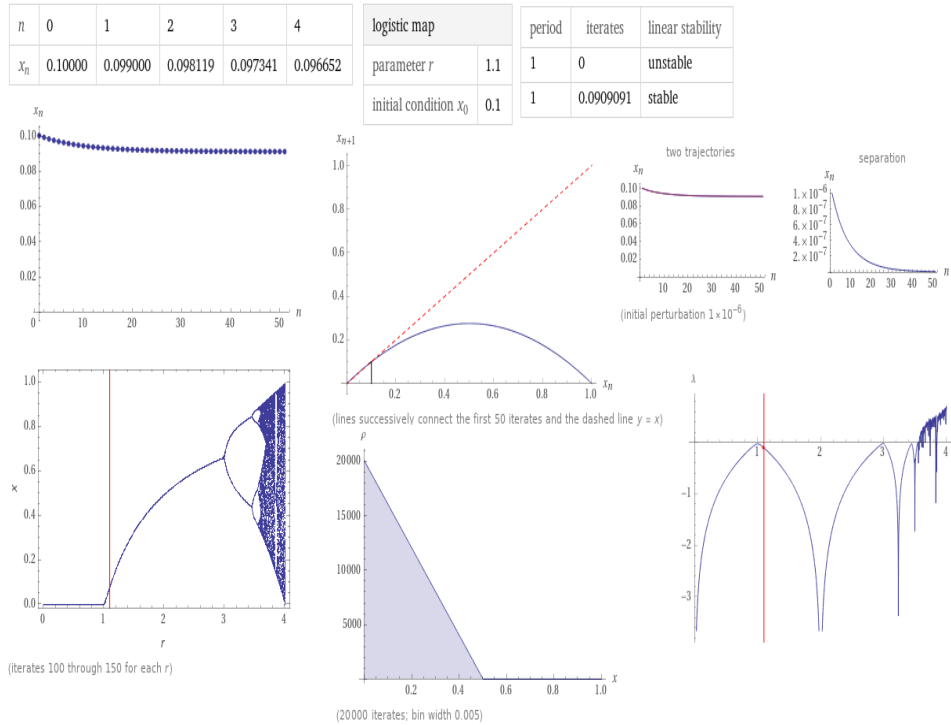 n 0 1 2 3 4
xn 0.10000 0.099000 0.098119 0.097341 0.096652
logistic map
parameter r 1.1
initial condition x0 0.1
period iterates linear stability
1 0 unstable
1 0.0909091 stable
xn
0.10
0.08
0.06
0.04
0.02
0 10 20 30 40 50 n
xn+1
1.0
0.8
0.6
0.4
0.2
0.2 0.4 0.6 0.8 1.0 xn
(lines successively connect the first 50 iterates and the dashed line y = x)
two trajectories
xn
0.10
0.08
0.06
0.04
0.02
10 20 30 40 50 n
(initial perturbation 1×10⁻⁶)
separation
xn
1.×10⁻⁶
8.×10⁻⁷
6.×10⁻⁷
4.×10⁻⁷
2.×10⁻⁷
0 10 20 30 40 50 n
x
1.0
0.8
0.6
0.4
0.2
0.0
0 1 2 3 4
r
(iterates 100 through 150 for each r)
ρ
20000
15000
10000
5000
0.2 0.4 0.6 0.8 1.0 x
(20000 iterates; bin width 0.005)
1 2 3 4
-1
-2
-3